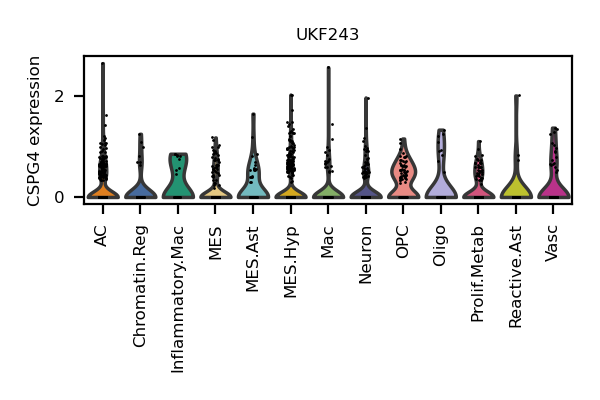 UKF243
CSPG4 expression
2
0
AC
Chromatin.Reg
Inflammatory.Mac
MES
MES.Ast
MES.Hyp
Mac
Neuron
OPC
Oligo
Prolif.Metab
Reactive.Ast
Vasc